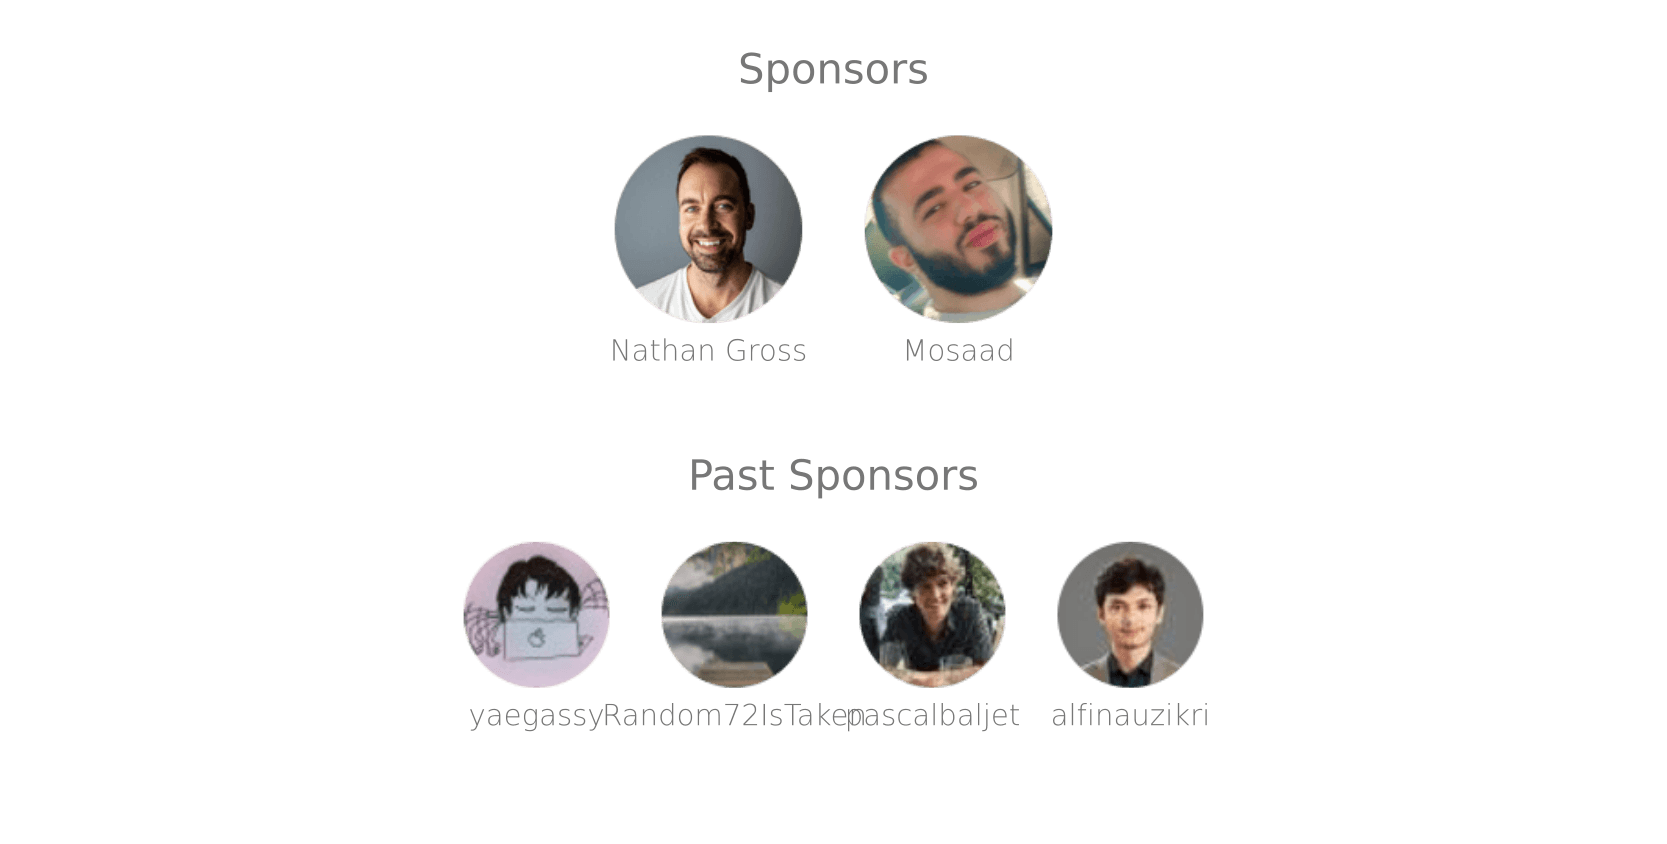 Sponsors
Nathan Gross Mosaad
Past Sponsors
yaegassy Random72IsTaken pascalbaljet alfinauzikri